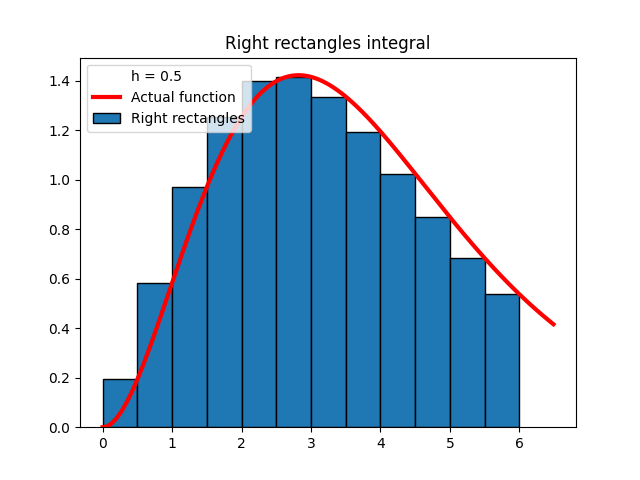 Right rectangles integral
h = 0.5
Actual function
Right rectangles
1.4
1.2
1.0
0.8
0.6
0.4
0.2
0.0
0 1 2 3 4 5 6